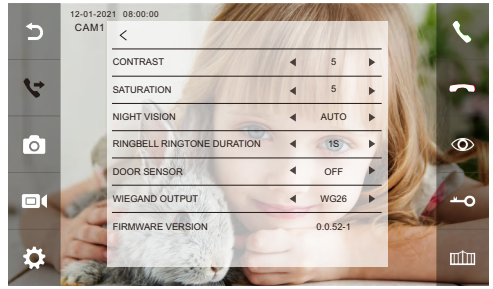 12-01-2021 08:00:00
CAM1
CONTRAST 5
SATURATION 5
NIGHT VISION AUTO
RINGBELL RINGTONE DURATION 1S
DOOR SENSOR OFF
WIEGAND OUTPUT WG26
FIRMWARE VERSION 0.0.52-1